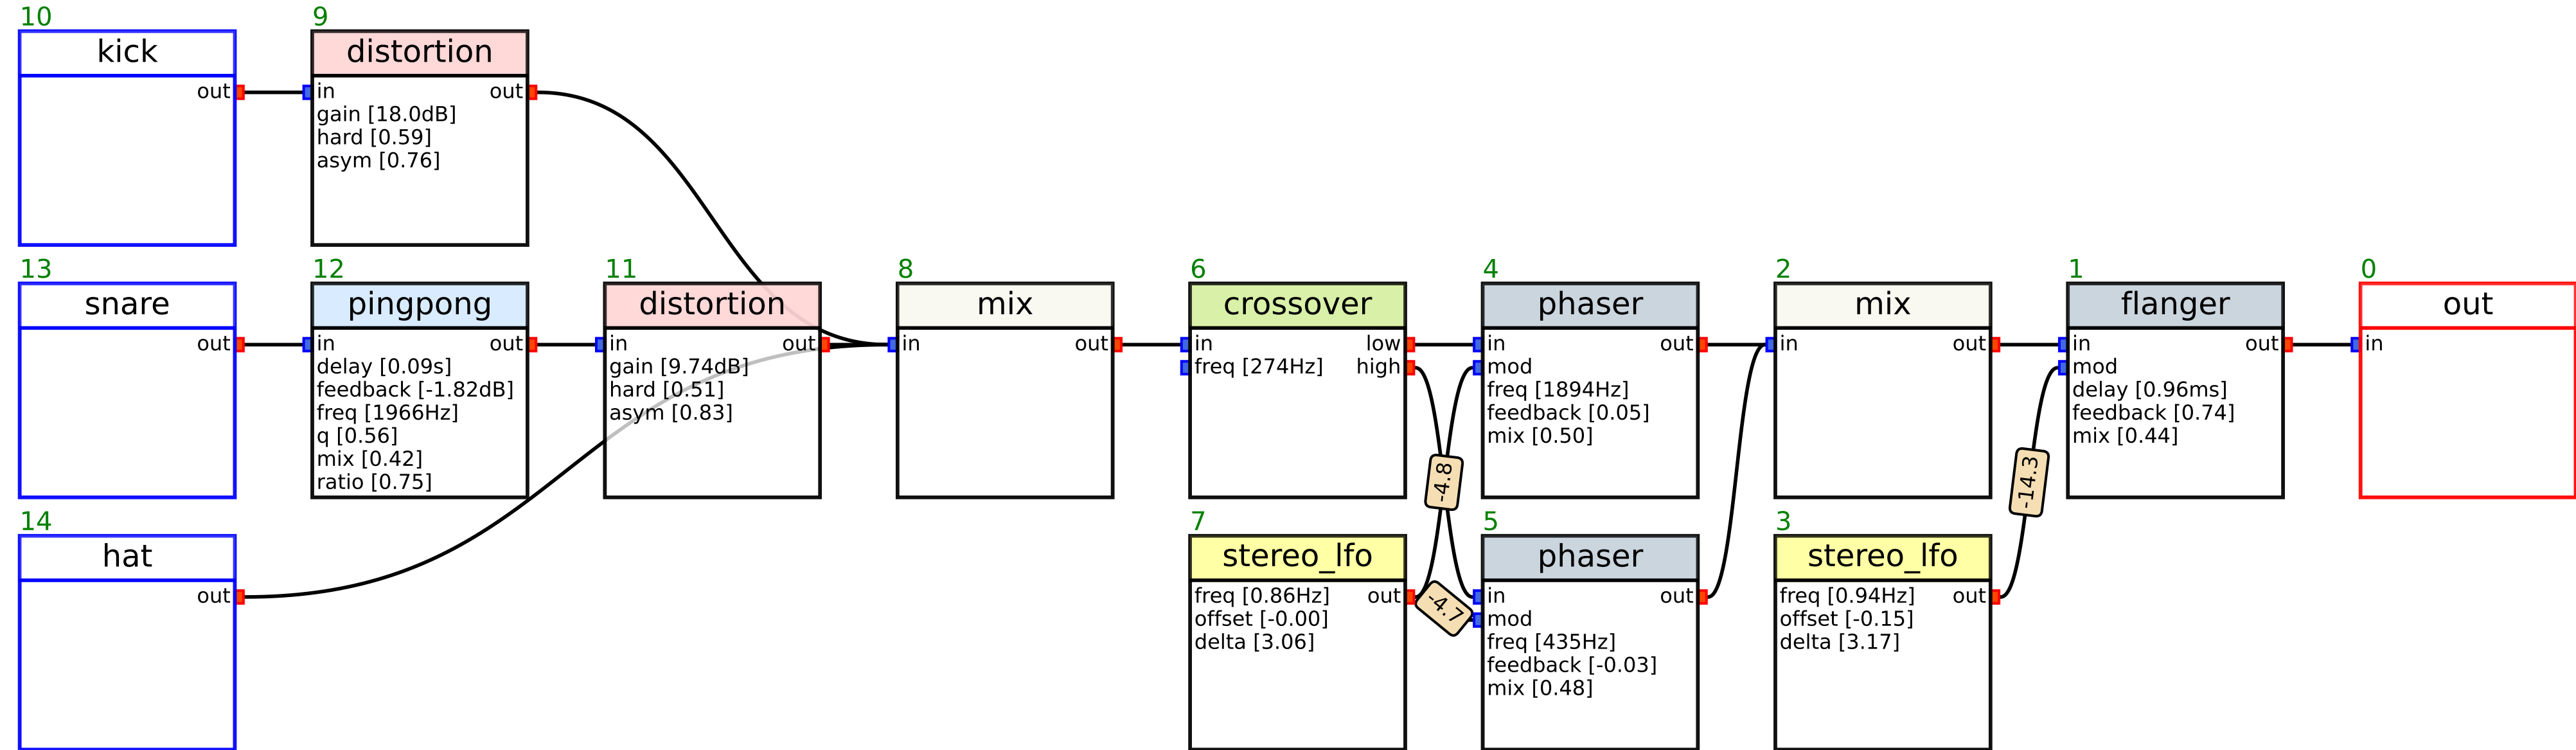 10
kick
out
9
distortion
in out
gain [18.0dB]
hard [0.59]
asym [0.76]
13
snare
out
12
pingpong
in out
delay [0.09s]
feedback [-1.82dB]
freq [1966Hz]
q [0.56]
mix [0.42]
ratio [0.75]
11
distortion
in out
gain [9.74dB]
hard [0.51]
asym [0.83]
8
mix
in out
6
crossover
in low
freq [274Hz] high
4
phaser
in out
mod
freq [1894Hz]
feedback [0.05]
mix [0.50]
2
mix
in out
1
flanger
in out
mod
delay [0.96ms]
feedback [0.74]
mix [0.44]
0
out
in
-4.8
-14.3
14
hat
out
7
stereo_lfo
freq [0.86Hz] out
offset [-0.00]
delta [3.06]
-4.7
5
phaser
in out
mod
freq [435Hz]
feedback [-0.03]
mix [0.48]
3
stereo_lfo
freq [0.94Hz] out
offset [-0.15]
delta [3.17]